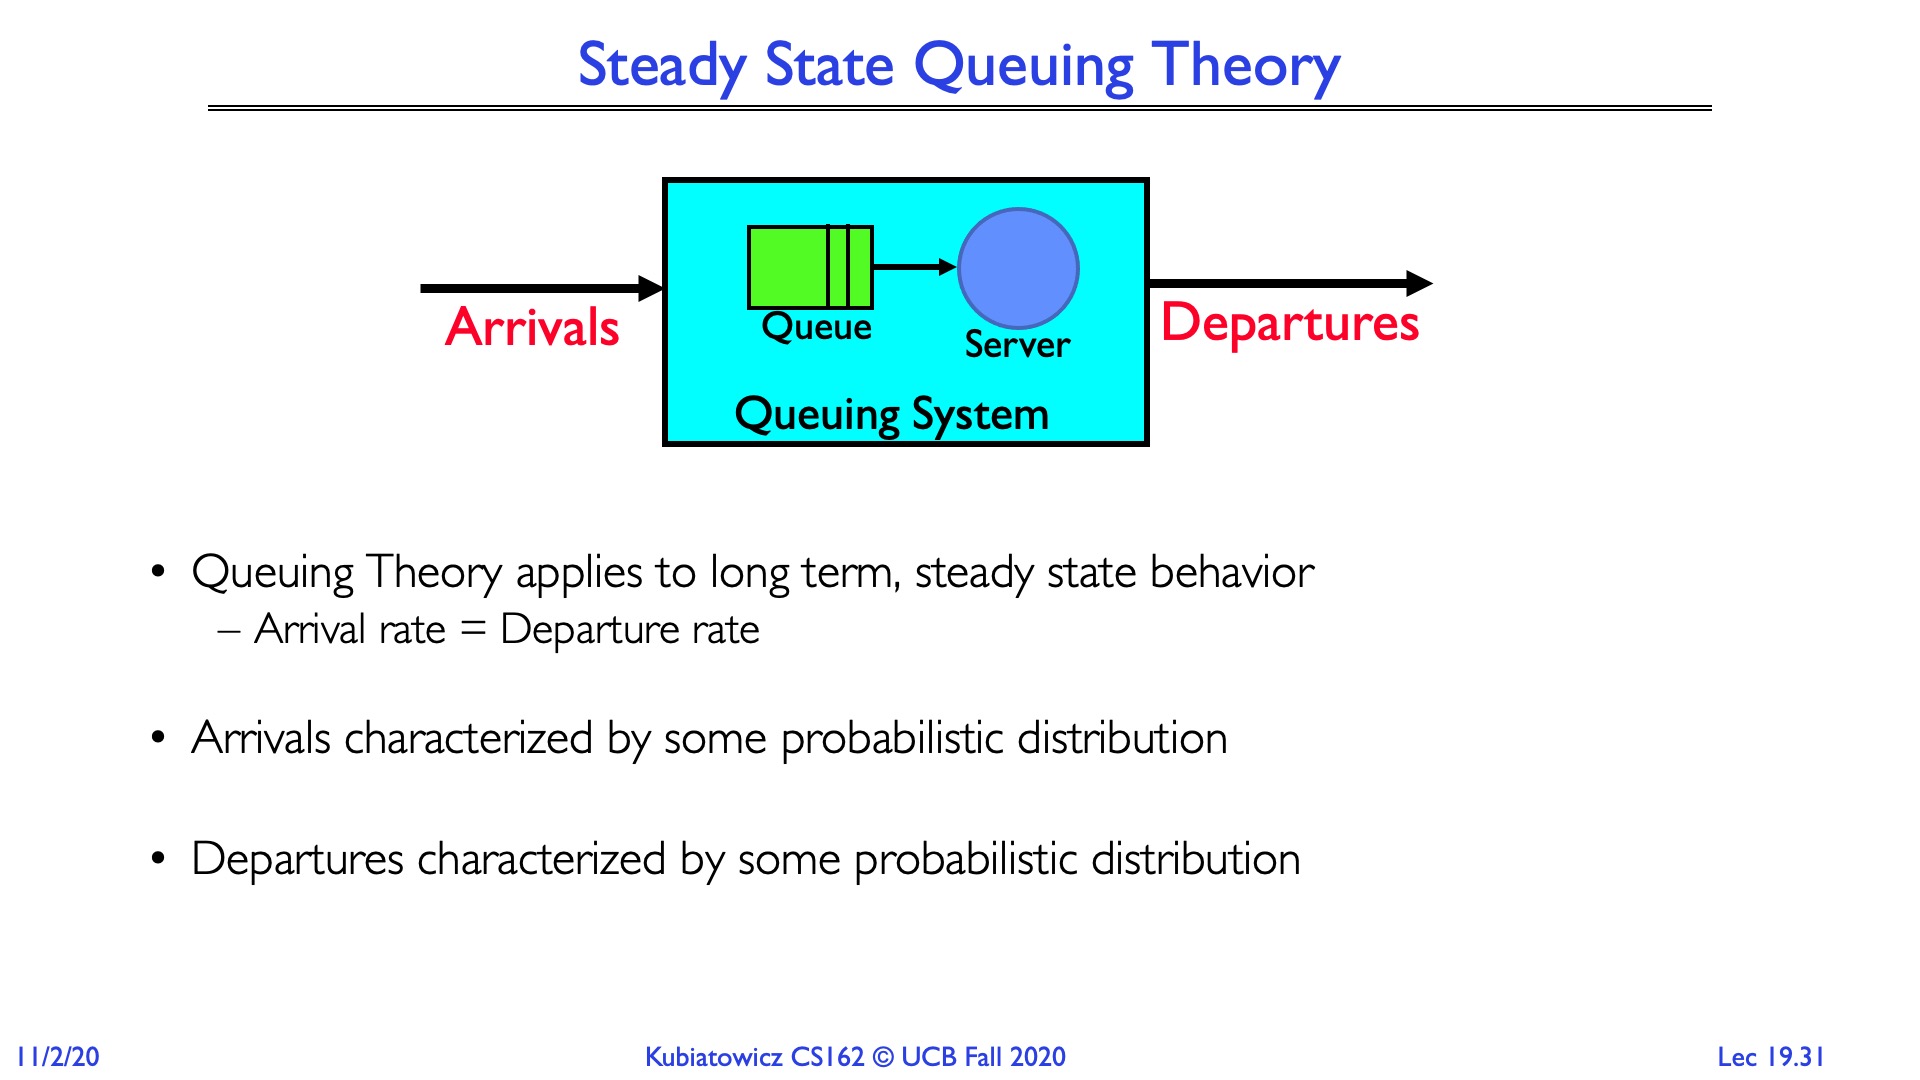 Steady State Queuing Theory
Arrivals
Queue
Server
Departures
Queuing System
• Queuing Theory applies to long term, steady state behavior
– Arrival rate = Departure rate
• Arrivals characterized by some probabilistic distribution
• Departures characterized by some probabilistic distribution
11/2/20
Kubiatowicz CS162 © UCB Fall 2020
Lec 19.31